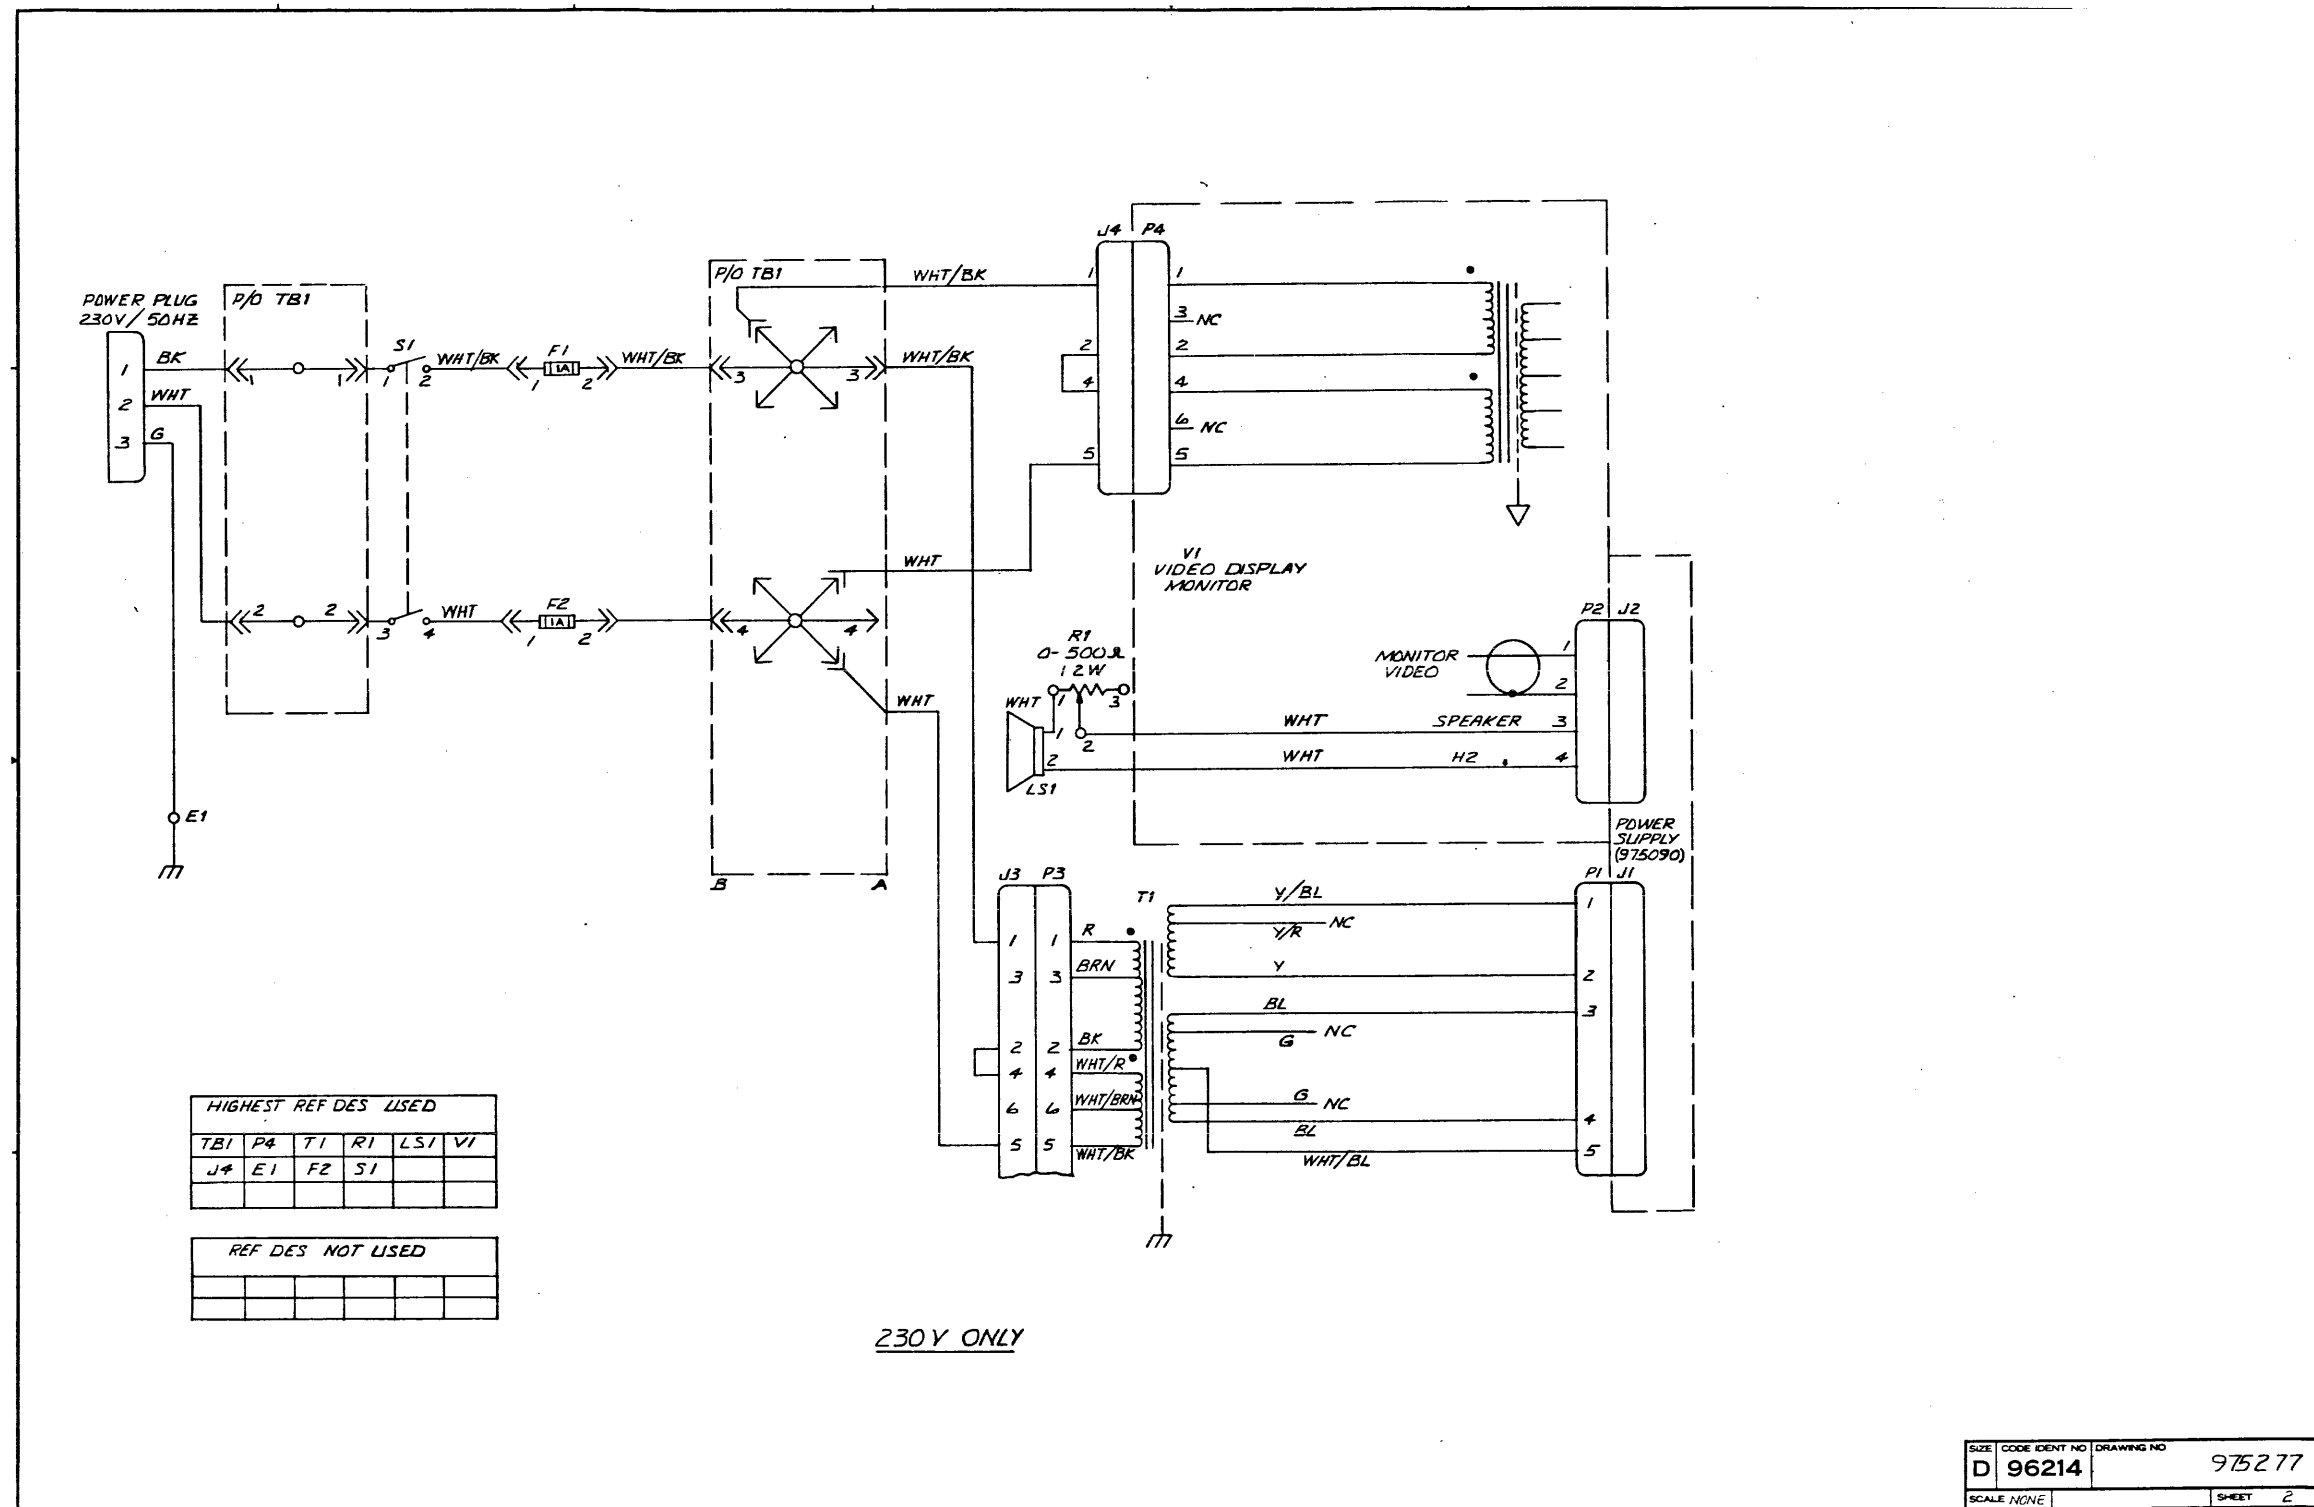 POWER PLUG
230V/50HZ
1
2
3
BK
WHT
G
E1
P/O TB1
1
1
2
2
S1
1
2
3
4
WHT/BK
F1
1A
1
2
WHT/BK
WHT
F2
1A
1
2
P/O TB1
3
3
4
4
B
A
WHT/BK
WHT/BK
WHT
WHT
J4 P4
1
2
4
5
1
3 NC
2
4
6 NC
5
V1
VIDEO DISPLAY
MONITOR
R1
0-500Ω
12W
WHT
1
3
1
2
2
LS1
WHT
WHT
MONITOR
VIDEO
SPEAKER
H2
P2 J2
1
2
3
4
POWER
SUPPLY
(975090)
J3 P3
1 1
3 3
2 2
4 4
6 6
5 5
R
BRN
BK
WHT/R
WHT/BRN
WHT/BK
T1
Y/BL
NC
Y/R
Y
BL
NC
G
G
NC
BL
WHT/BL
P1 J1
1
2
3
4
5
HIGHEST REF DES USED
TB1 P4 T1 R1 LS1 V1
J4 E1 F2 S1
REF DES NOT USED
230V ONLY
SIZE CODE IDENT NO DRAWING NO
D 96214 975277
SCALE NONE SHEET 2